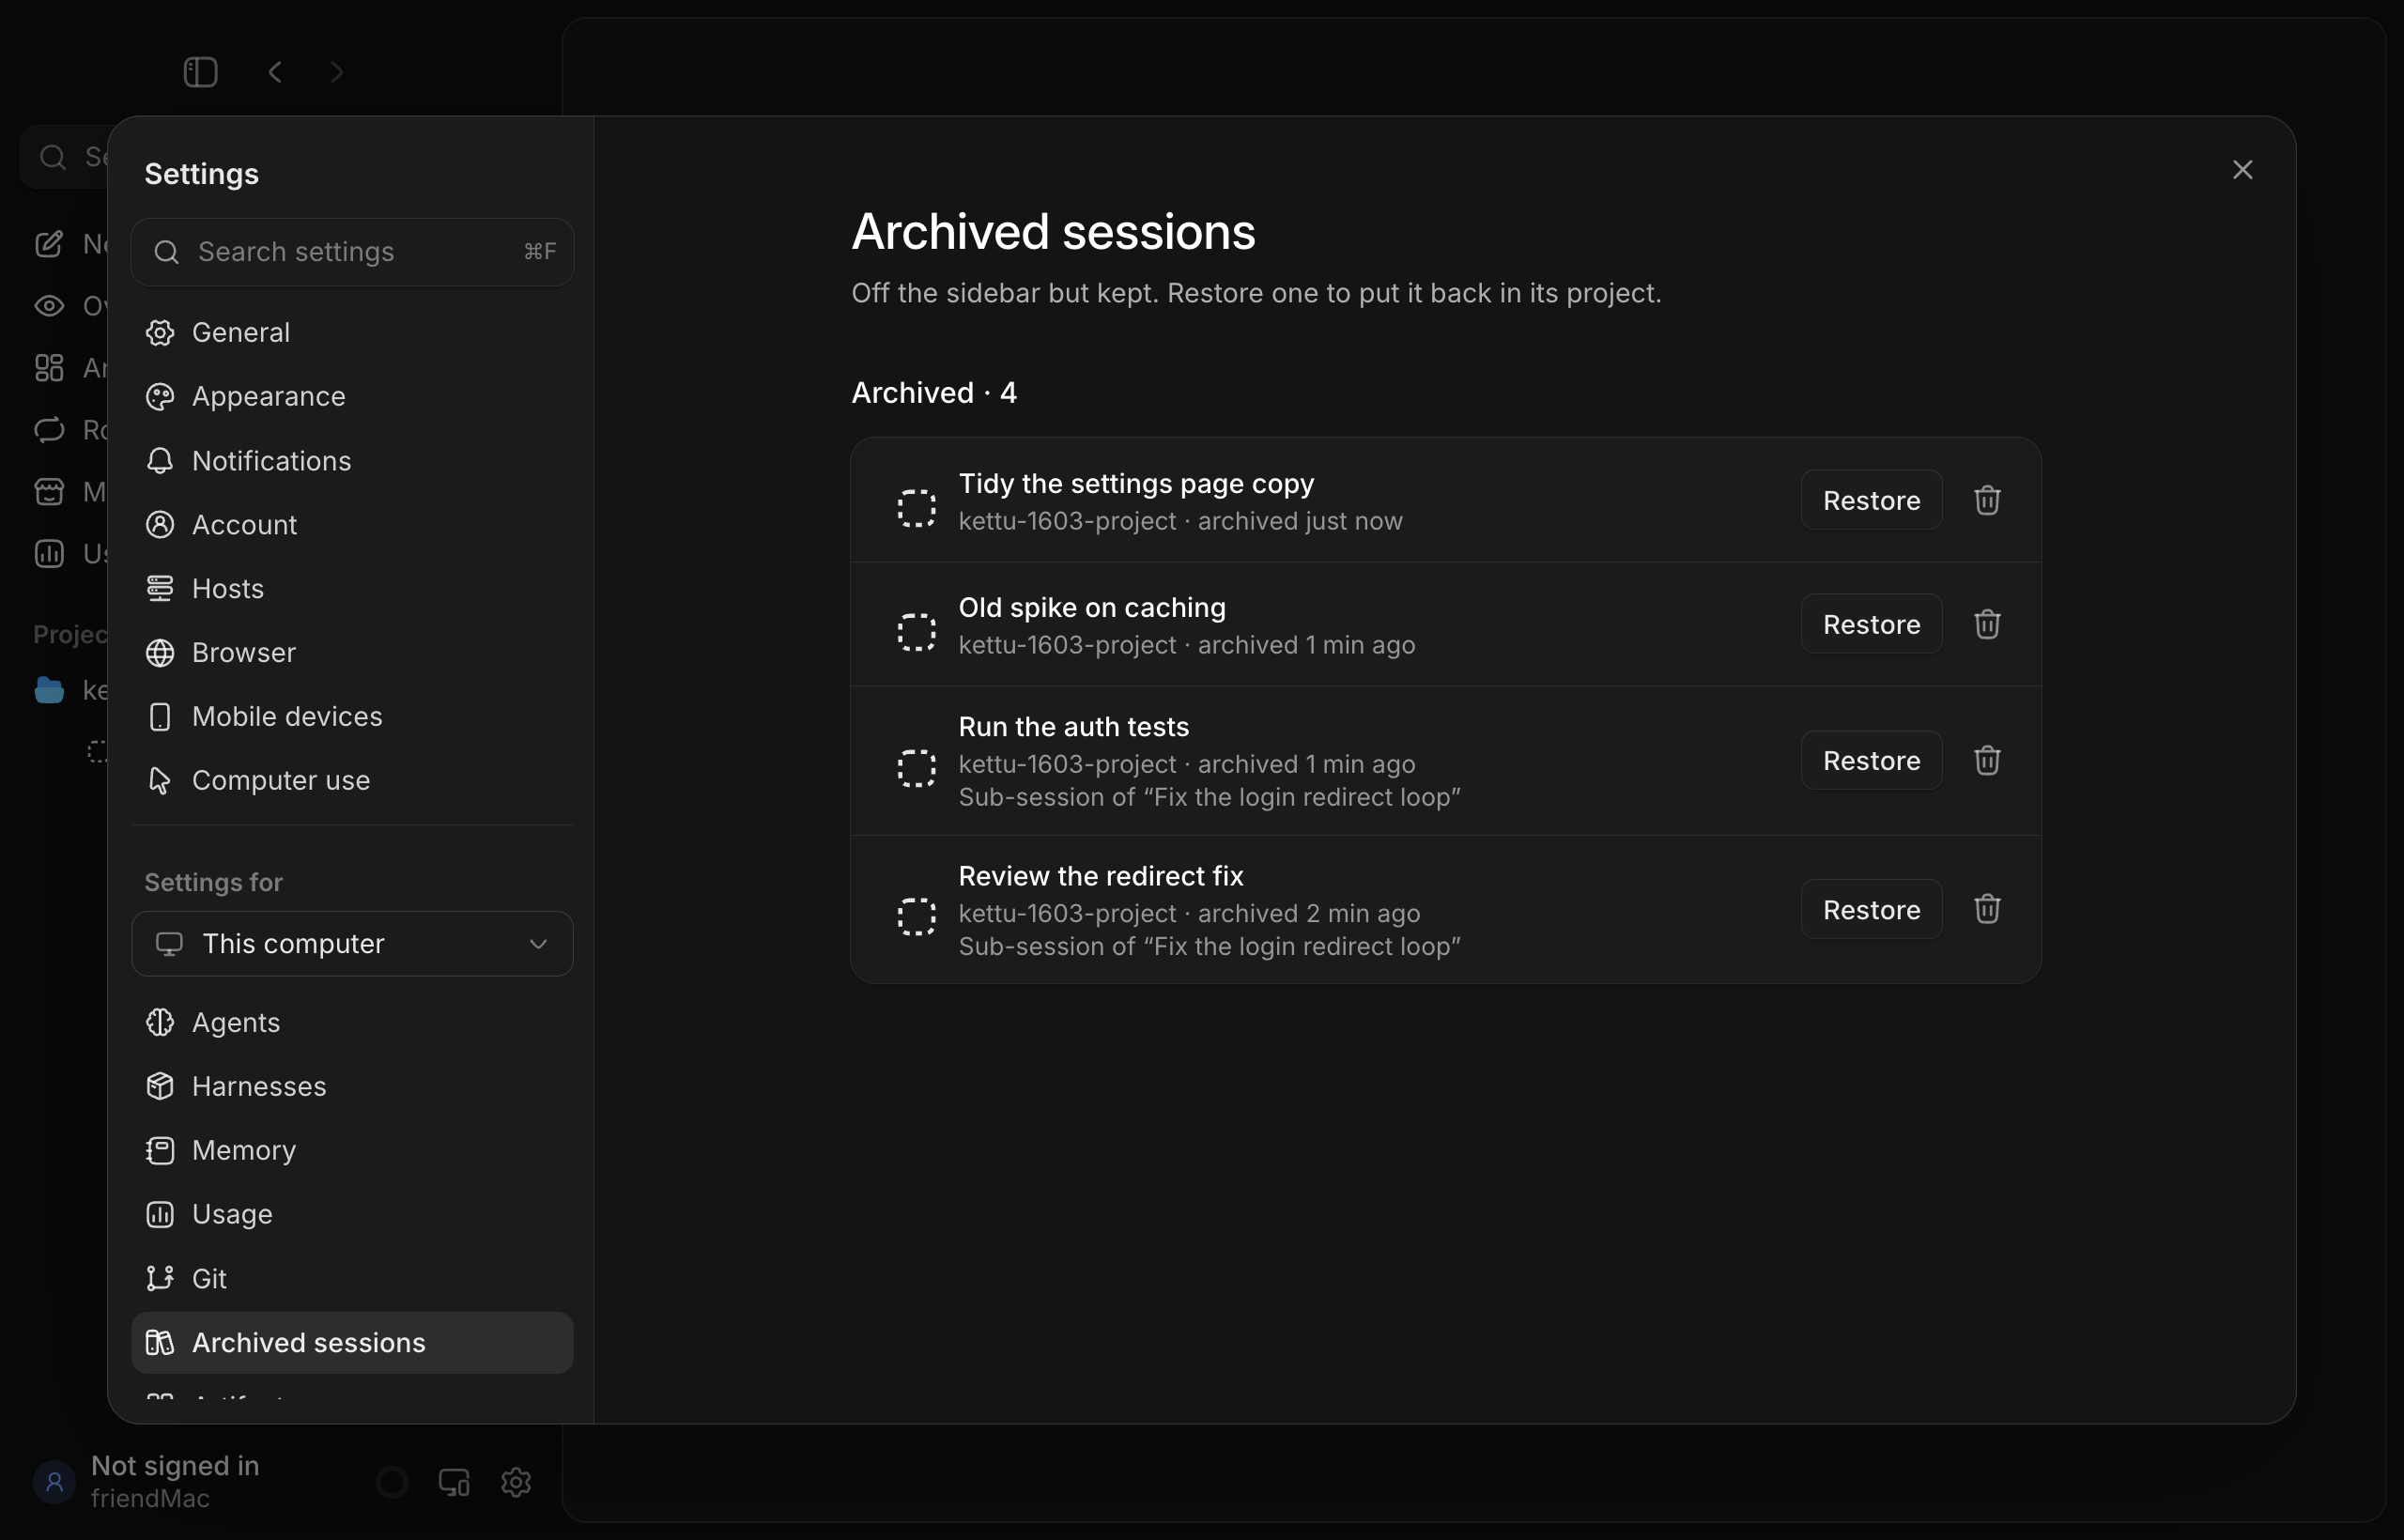 Settings
Search settings ⌘F
General
Appearance
Notifications
Account
Hosts
Browser
Mobile devices
Computer use
Settings for
This computer
Agents
Harnesses
Memory
Usage
Git
Archived sessions
Archived sessions
Off the sidebar but kept. Restore one to put it back in its project.
Archived · 4
Tidy the settings page copy
kettu-1603-project · archived just now
Restore
Old spike on caching
kettu-1603-project · archived 1 min ago
Restore
Run the auth tests
kettu-1603-project · archived 1 min ago
Sub-session of “Fix the login redirect loop”
Restore
Review the redirect fix
kettu-1603-project · archived 2 min ago
Sub-session of “Fix the login redirect loop”
Restore
Not signed in
friendMac